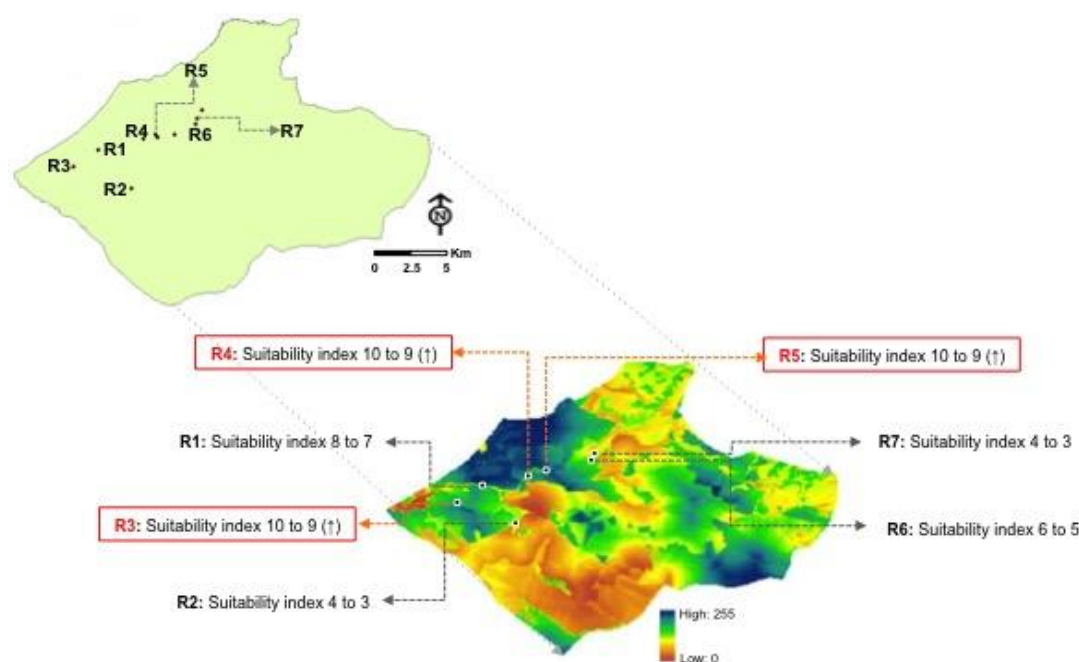 R5
R4
R6
R7
R1
R3
R2
N
Km
0 2.5 5
R4: Suitability index 10 to 9 (↑)
R5: Suitability index 10 to 9 (↑)
R1: Suitability index 8 to 7
R7: Suitability index 4 to 3
R3: Suitability index 10 to 9 (↑)
R6: Suitability index 6 to 5
R2: Suitability index 4 to 3
High: 255
Low: 0